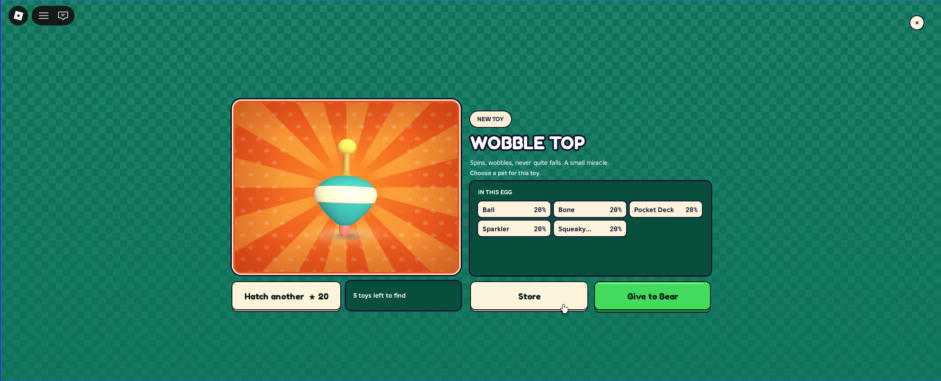 NEW TOY
WOBBLE TOP
Spins, wobbles, never quite falls. A small miracle.
Choose a pet for this toy.
IN THIS EGG
Ball 20%
Bone 20%
Pocket Deck 20%
Sparkler 20%
Squeaky... 20%
Hatch another ★ 20
5 toys left to find
Store
Give to Bear